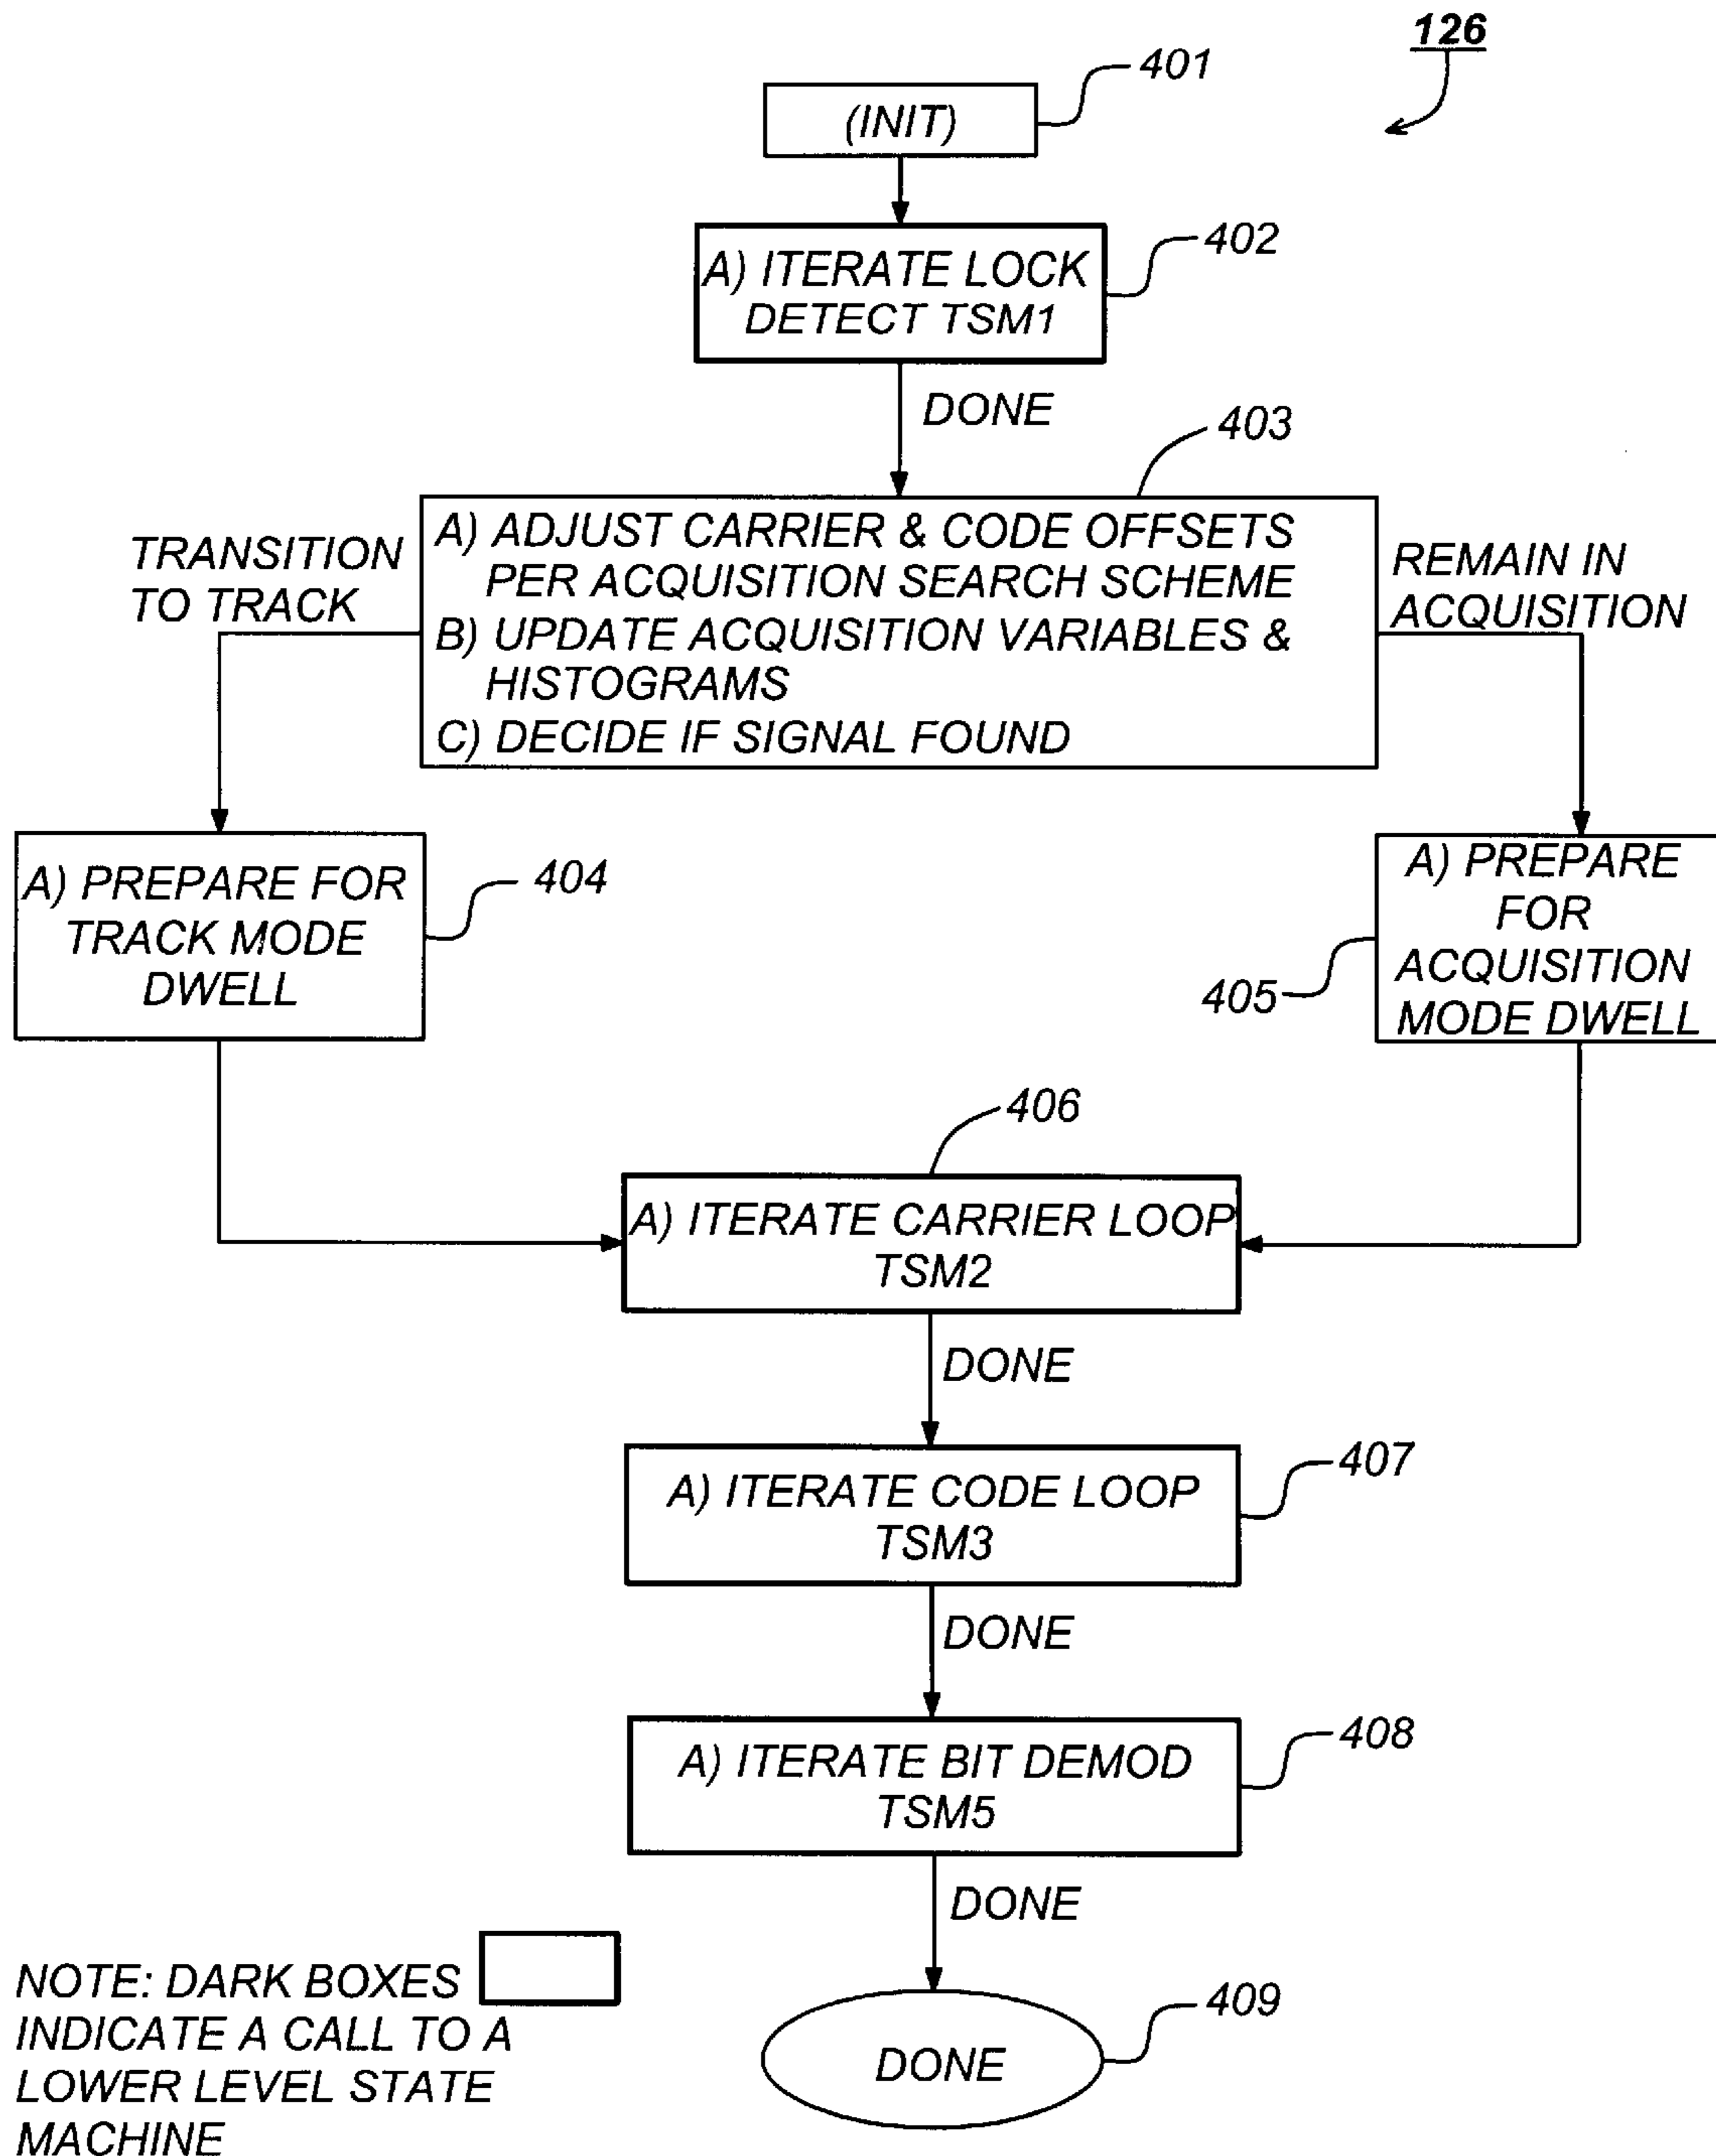 126
401
(INIT)
402
A) ITERATE LOCK
DETECT TSM1
DONE
403
TRANSITION
TO TRACK
A) ADJUST CARRIER & CODE OFFSETS
PER ACQUISITION SEARCH SCHEME
B) UPDATE ACQUISITION VARIABLES &
HISTOGRAMS
C) DECIDE IF SIGNAL FOUND
REMAIN IN
ACQUISITION
A) PREPARE FOR
TRACK MODE
DWELL
404
A) PREPARE
FOR
ACQUISITION
MODE DWELL
405
406
A) ITERATE CARRIER LOOP
TSM2
DONE
407
A) ITERATE CODE LOOP
TSM3
DONE
408
A) ITERATE BIT DEMOD
TSM5
DONE
409
DONE
NOTE: DARK BOXES
INDICATE A CALL TO A
LOWER LEVEL STATE
MACHINE